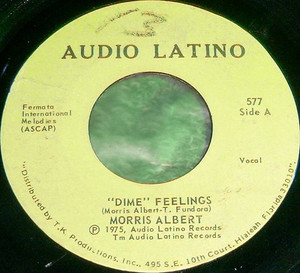 3
AUDIO LATINO
Fermata
International
Melodies
(ASCAP)
577
Side A
Vocal
"DIME" FEELINGS
(Morris Albert-T. Fundora)
MORRIS ALBERT
Ⓟ 1975, Audio Latino Records
Tm Audio Latino Records
"Distributed by T.K. Productions, Inc., 495 S.E. 10th Court, Hialeah, Florida 33010"